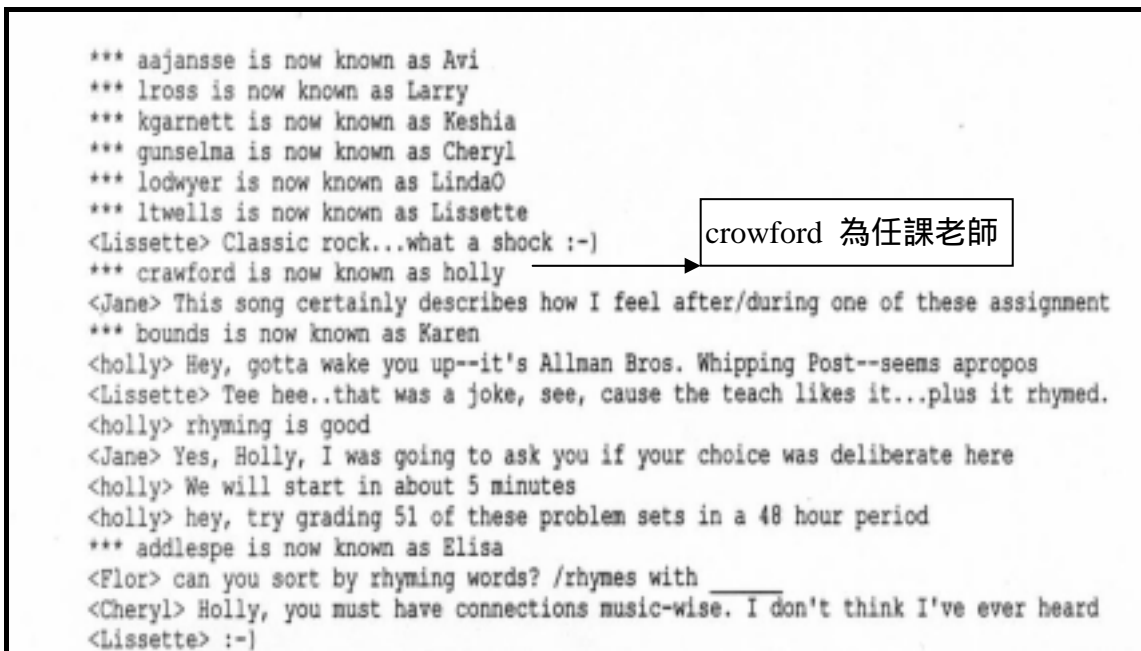 *** aajansse is now known as Avi
*** lross is now known as Larry
*** kgarnett is now known as Keshia
*** gunselma is now known as Cheryl
*** lodwyer is now known as LindaO
*** ltwells is now known as Lissette
<Lissette> Classic rock...what a shock :-)
crowford 為任課老師
*** crawford is now known as holly
<Jane> This song certainly describes how I feel after/during one of these assignment
*** bounds is now known as Karen
<holly> Hey, gotta wake you up--it's Allman Bros. Whipping Post--seems apropos
<Lissette> Tee hee..that was a joke, see, cause the teach likes it...plus it rhymed.
<holly> rhyming is good
<Jane> Yes, Holly, I was going to ask you if your choice was deliberate here
<holly> We will start in about 5 minutes
<holly> hey, try grading 51 of these problem sets in a 48 hour period
*** addlespe is now known as Elisa
<Flor> can you sort by rhyming words? /rhymes with _____
<Cheryl> Holly, you must have connections music-wise. I don't think I've ever heard
<Lissette> :-)